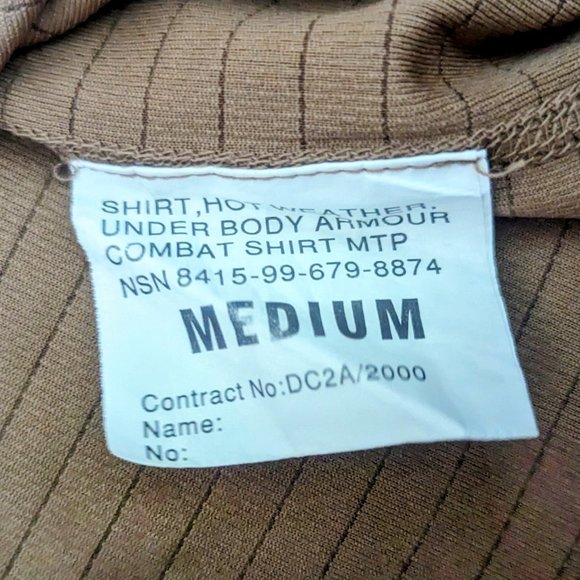 SHIRT, HOT WEATHER.
UNDER BODY ARMOUR
COMBAT SHIRT MTP
NSN 8415-99-679-8874
MEDIUM
Contract No:DC2A/2000
Name:
No: